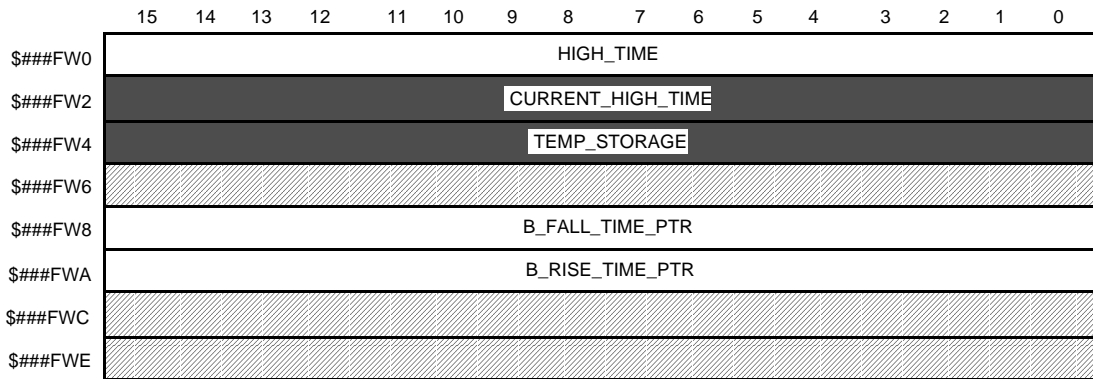 15 14 13 12 11 10 9 8 7 6 5 4 3 2 1 0
$###FW0 HIGH_TIME
$###FW2 CURRENT_HIGH_TIME
$###FW4 TEMP_STORAGE
$###FW6
$###FW8 B_FALL_TIME_PTR
$###FWA B_RISE_TIME_PTR
$###FWC
$###FWE